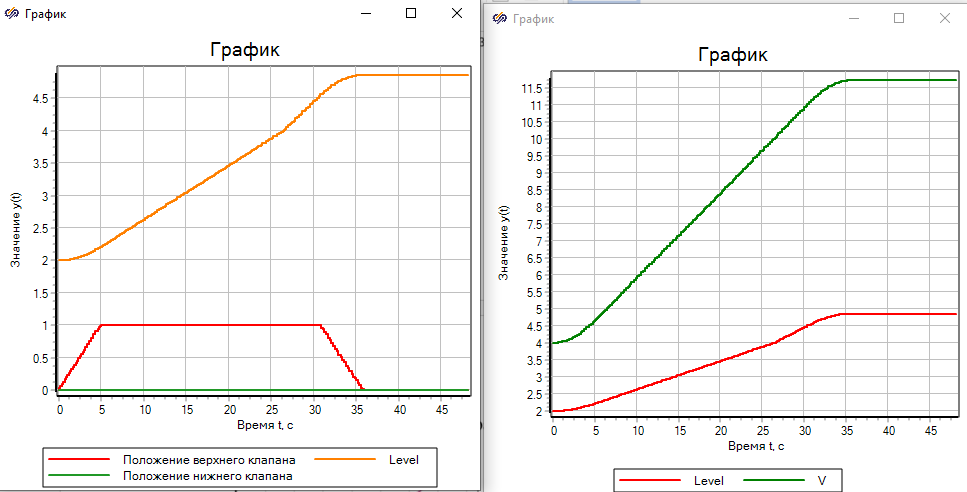 График
График
Значение y(t)
4.5
4
3.5
3
2.5
2
1.5
1
0.5
0
0 5 10 15 20 25 30 35 40 45
Время t, с
Положение верхнего клапана Level
Положение нижнего клапана
График
График
Значение y(t)
11.5
11
10.5
10
9.5
9
8.5
8
7.5
7
6.5
6
5.5
5
4.5
4
3.5
3
2.5
2
0 5 10 15 20 25 30 35 40 45
Время t, с
Level V